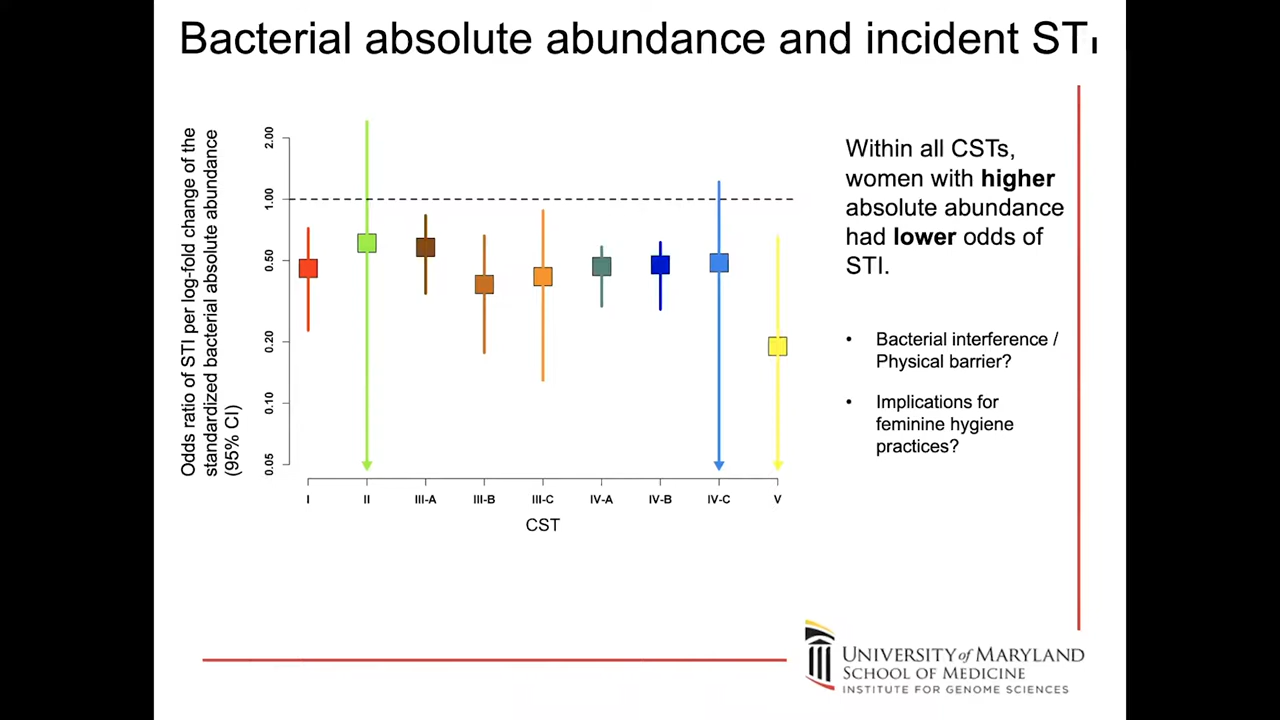 Bacterial absolute abundance and incident STI
Odds ratio of STI per log-fold change of the
standardized bacterial absolute abundance
(95% CI)
2.00
1.00
0.50
0.20
0.10
0.05
I II III-A III-B III-C IV-A IV-B IV-C V
CST
Within all CSTs,
women with higher
absolute abundance
had lower odds of
STI.
• Bacterial interference /
Physical barrier?
• Implications for
feminine hygiene
practices?
UNIVERSITY of MARYLAND
SCHOOL OF MEDICINE
INSTITUTE FOR GENOME SCIENCES